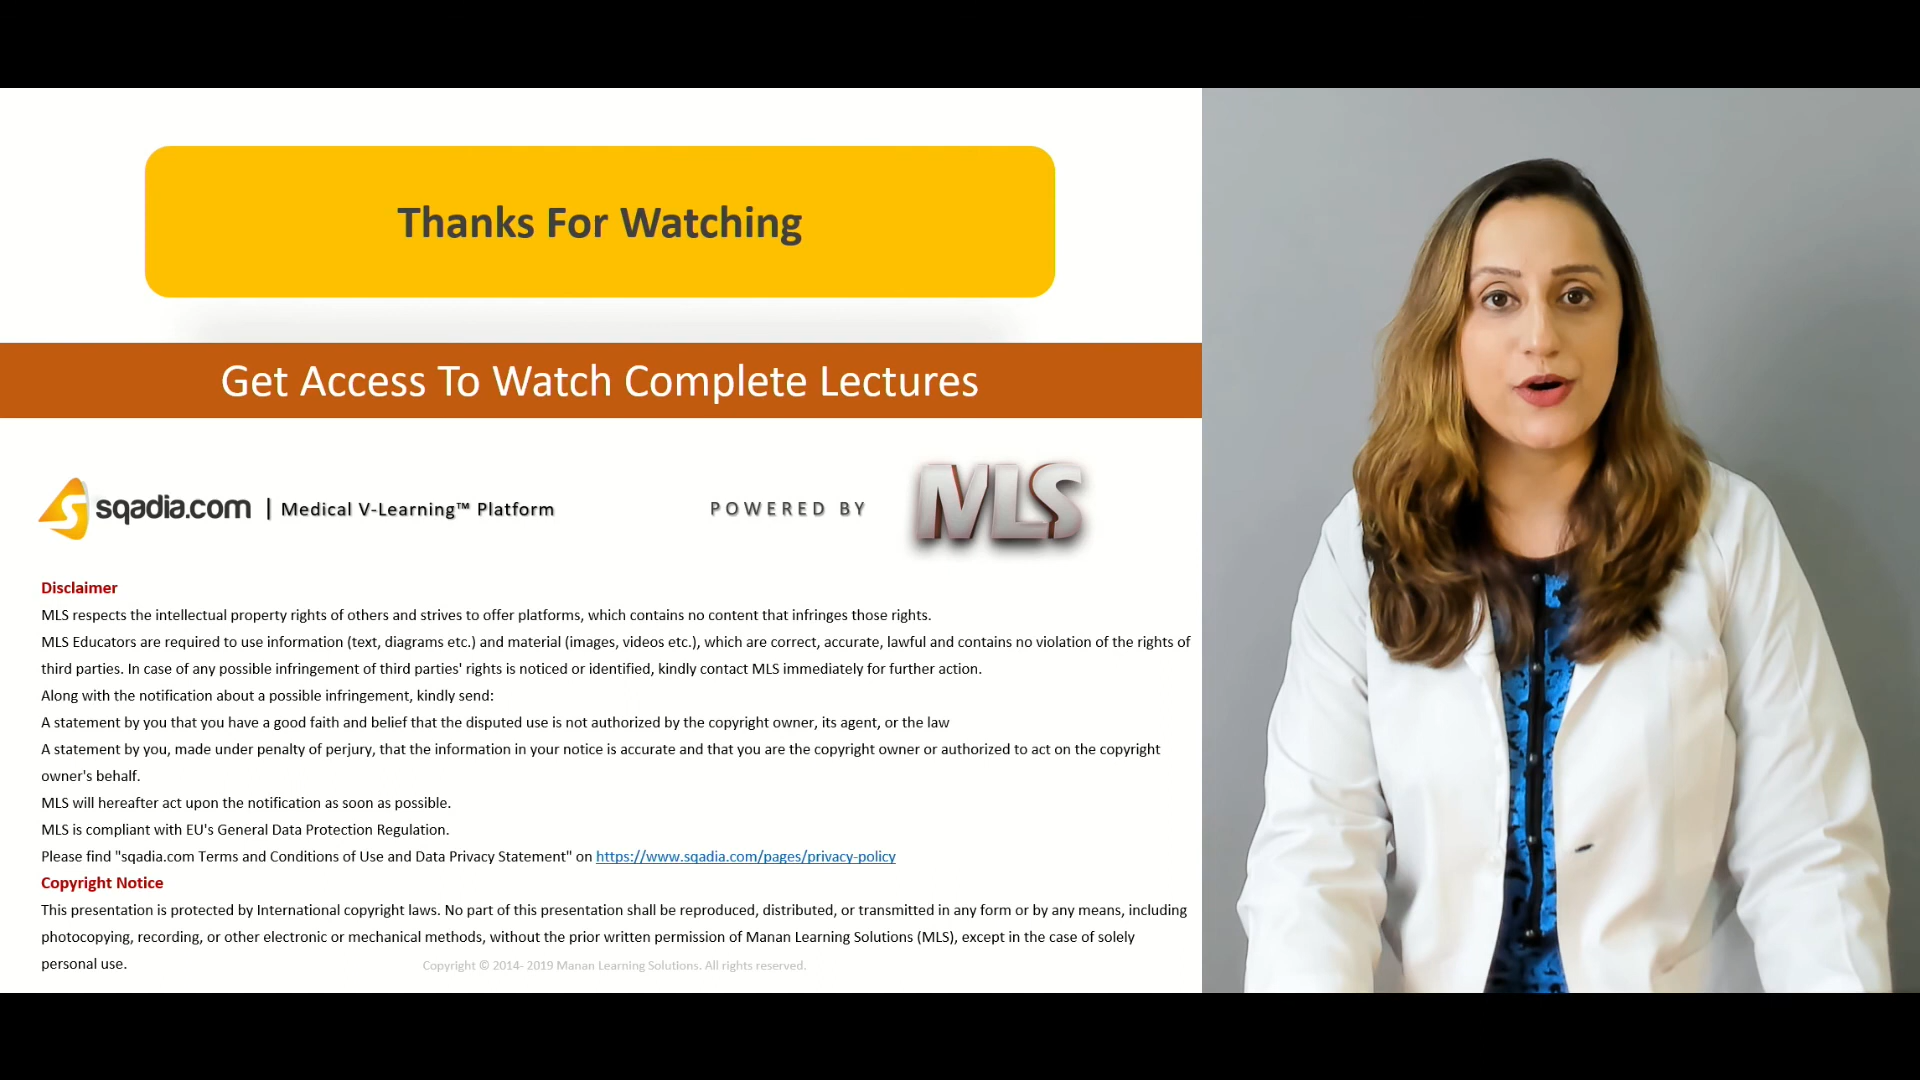 Thanks For Watching
Get Access To Watch Complete Lectures
sqadia.com | Medical V-Learning™ Platform
POWERED BY MLS
Disclaimer
MLS respects the intellectual property rights of others and strives to offer platforms, which contains no content that infringes those rights.
MLS Educators are required to use information (text, diagrams etc.) and material (images, videos etc.), which are correct, accurate, lawful and contains no violation of the rights of
third parties. In case of any possible infringement of third parties' rights is noticed or identified, kindly contact MLS immediately for further action.
Along with the notification about a possible infringement, kindly send:
A statement by you that you have a good faith and belief that the disputed use is not authorized by the copyright owner, its agent, or the law
A statement by you, made under penalty of perjury, that the information in your notice is accurate and that you are the copyright owner or authorized to act on the copyright
owner's behalf.
MLS will hereafter act upon the notification as soon as possible.
MLS is compliant with EU's General Data Protection Regulation.
Please find "sqadia.com Terms and Conditions of Use and Data Privacy Statement" on https://www.sqadia.com/pages/privacy-policy
Copyright Notice
This presentation is protected by International copyright laws. No part of this presentation shall be reproduced, distributed, or transmitted in any form or by any means, including
photocopying, recording, or other electronic or mechanical methods, without the prior written permission of Manan Learning Solutions (MLS), except in the case of solely
personal use.
Copyright © 2014- 2019 Manan Learning Solutions. All rights reserved.